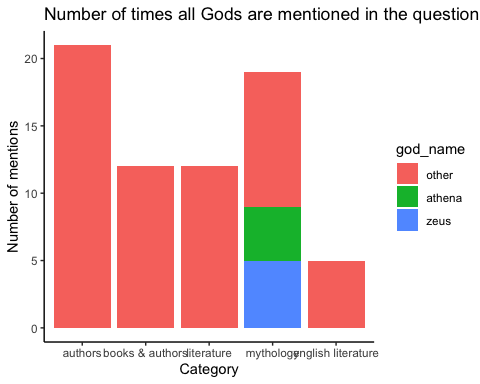 Number of times all Gods are mentioned in the question
Number of mentions
20
15
10
5
0
authors books & authors literature mythology english literature
Category
god_name
other
athena
zeus